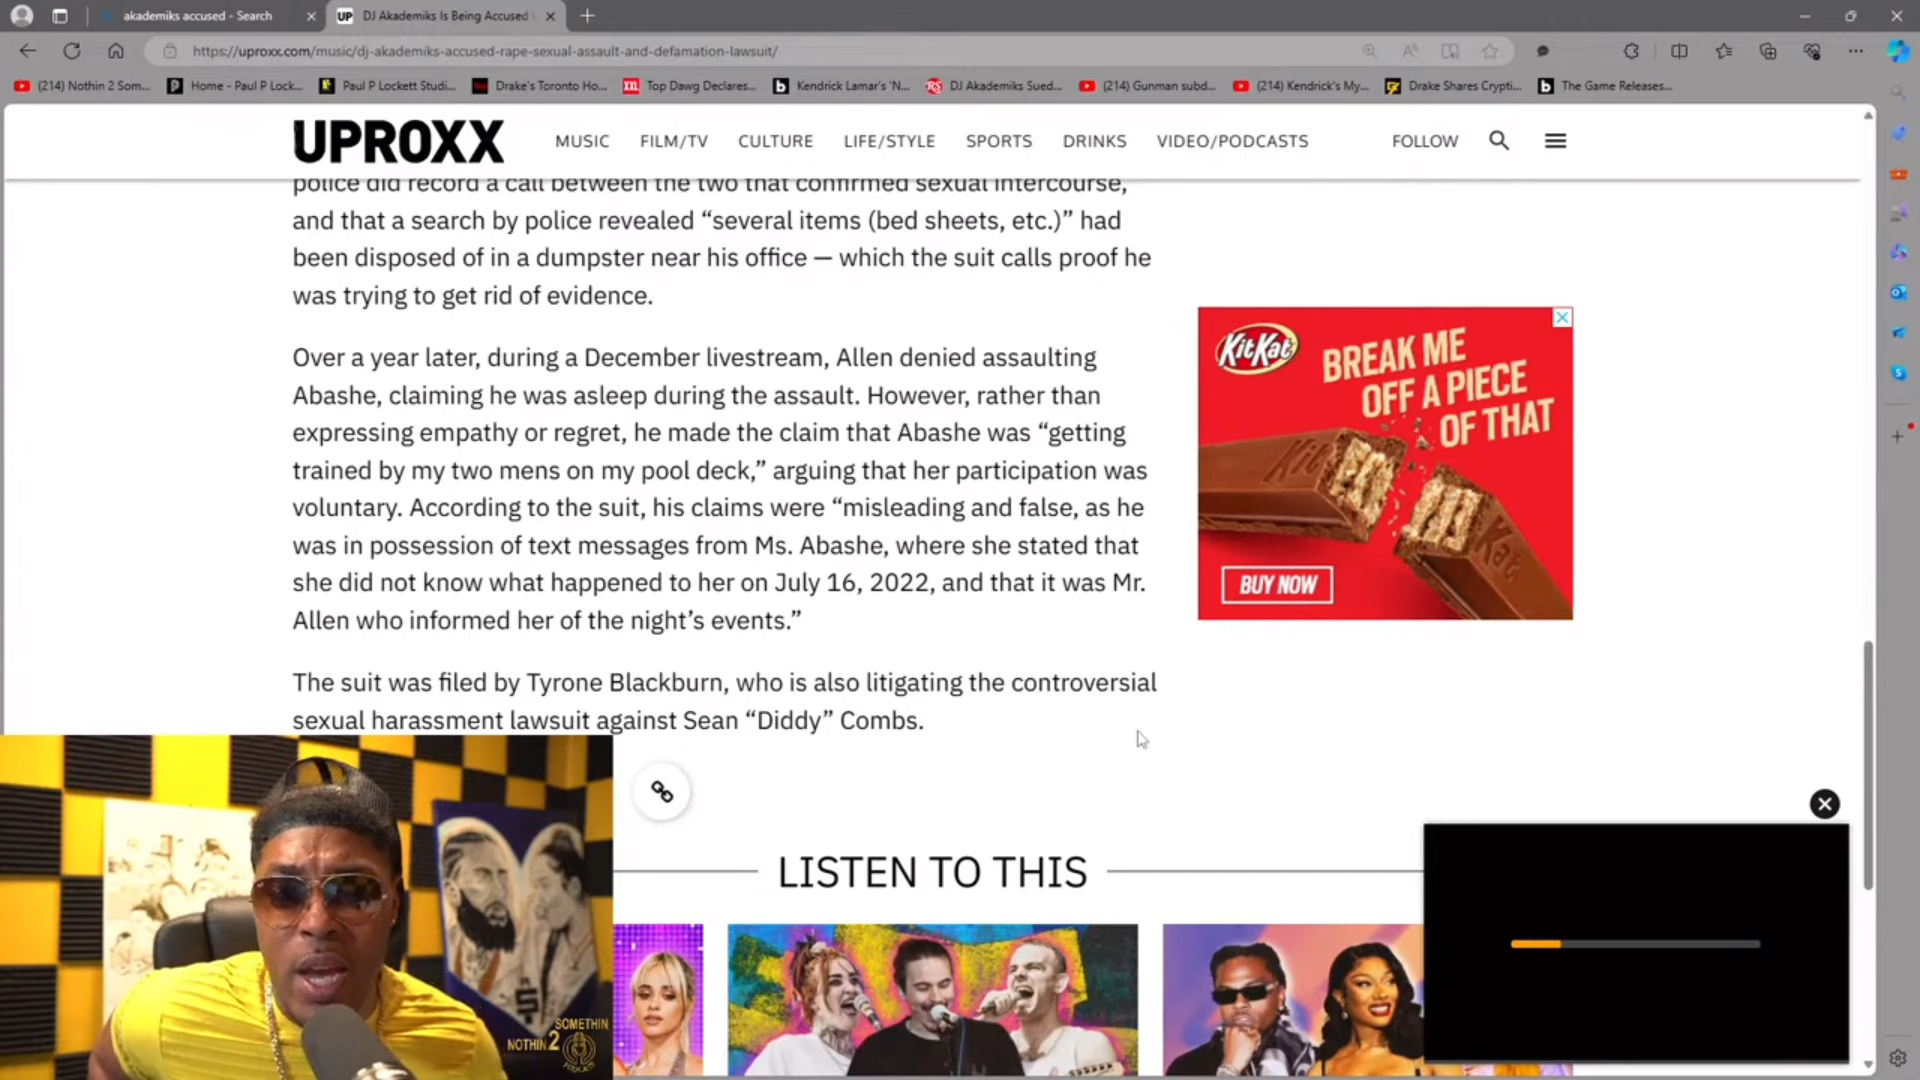 akademiks accused - Search
UP DJ Akademiks Is Being Accused
https://uproxx.com/music/dj-akademiks-accused-rape-sexual-assault-and-defamation-lawsuit/
(214) Nothin 2 Som...
Home - Paul P Lock...
Paul P Lockett Studi...
Drake's Toronto Ho...
XXL Top Dawg Declares...
b Kendrick Lamar's 'N...
RS DJ Akademiks Sued...
(214) Gunman subd...
(214) Kendrick's My...
Drake Shares Crypti...
b The Game Releases...
UPROXX
MUSIC FILM/TV CULTURE LIFE/STYLE SPORTS DRINKS VIDEO/PODCASTS FOLLOW
police did record a call between the two that confirmed sexual intercourse,
and that a search by police revealed “several items (bed sheets, etc.)” had
been disposed of in a dumpster near his office — which the suit calls proof he
was trying to get rid of evidence.
Over a year later, during a December livestream, Allen denied assaulting
Abashe, claiming he was asleep during the assault. However, rather than
expressing empathy or regret, he made the claim that Abashe was “getting
trained by my two mens on my pool deck,” arguing that her participation was
voluntary. According to the suit, his claims were “misleading and false, as he
was in possession of text messages from Ms. Abashe, where she stated that
she did not know what happened to her on July 16, 2022, and that it was Mr.
Allen who informed her of the night’s events.”
The suit was filed by Tyrone Blackburn, who is also litigating the controversial
sexual harassment lawsuit against Sean “Diddy” Combs.
KitKat
BREAK ME
OFF A PIECE
OF THAT
BUY NOW
LISTEN TO THIS
SOMETHIN
NOTHIN 2
PODCAST